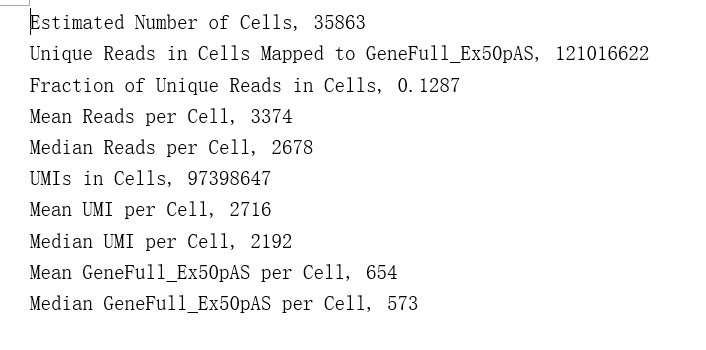 Estimated Number of Cells, 35863
Unique Reads in Cells Mapped to GeneFull_Ex50pAS, 121016622
Fraction of Unique Reads in Cells, 0.1287
Mean Reads per Cell, 3374
Median Reads per Cell, 2678
UMIs in Cells, 97398647
Mean UMI per Cell, 2716
Median UMI per Cell, 2192
Mean GeneFull_Ex50pAS per Cell, 654
Median GeneFull_Ex50pAS per Cell, 573